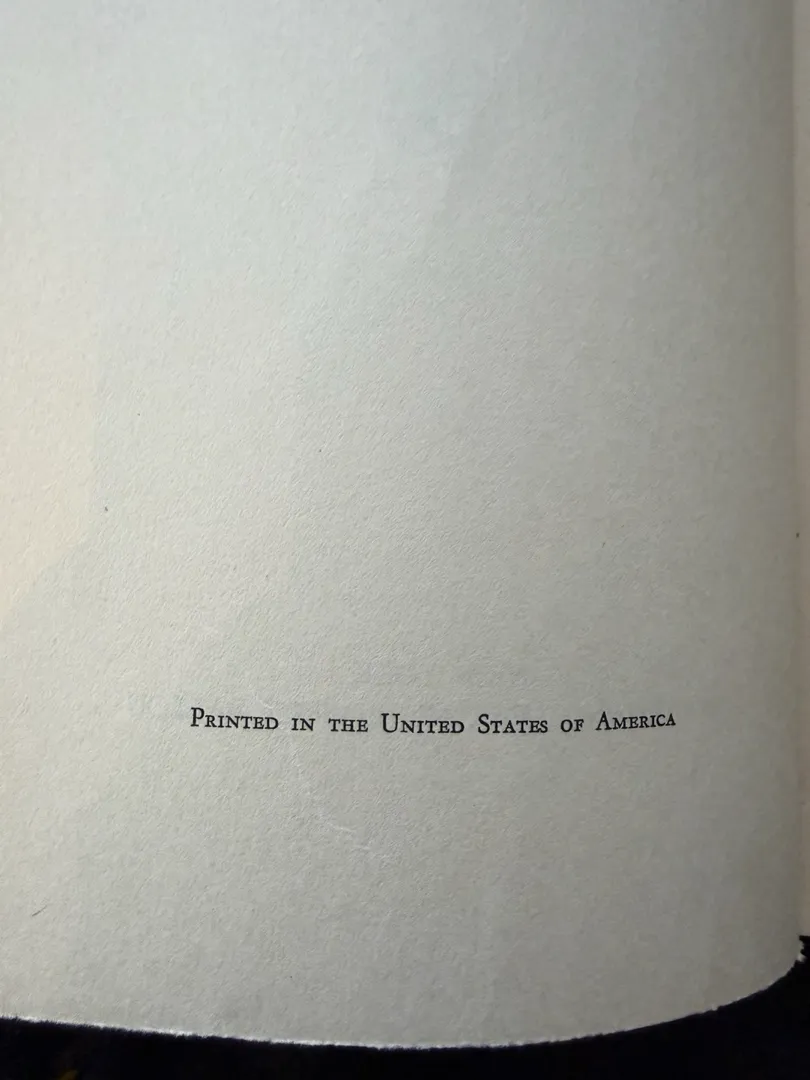 Printed in the United States of America